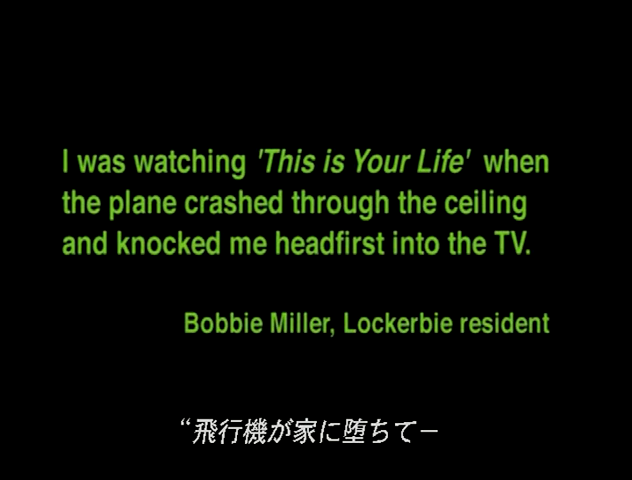 I was watching 'This is Your Life' when
the plane crashed through the ceiling
and knocked me headfirst into the TV.
Bobbie Miller, Lockerbie resident
“飛行機が家に堕ちて－